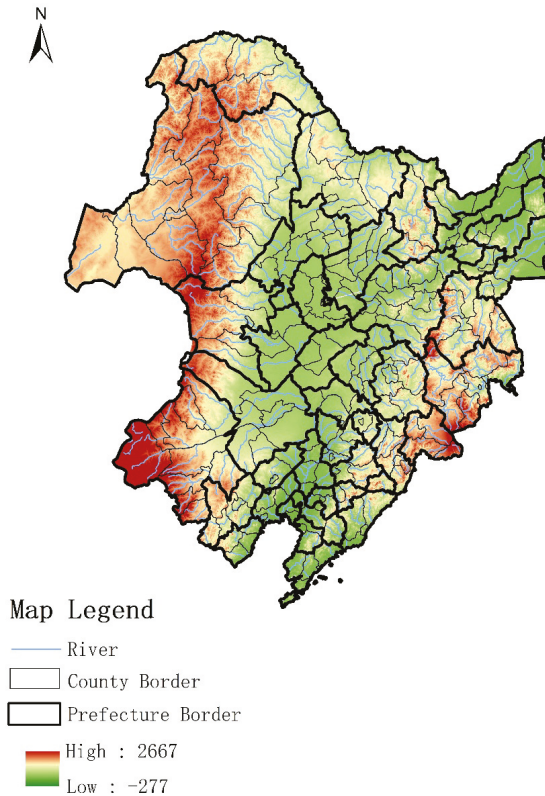 N
Map Legend
River
County Border
Prefecture Border
High : 2667
Low : -277